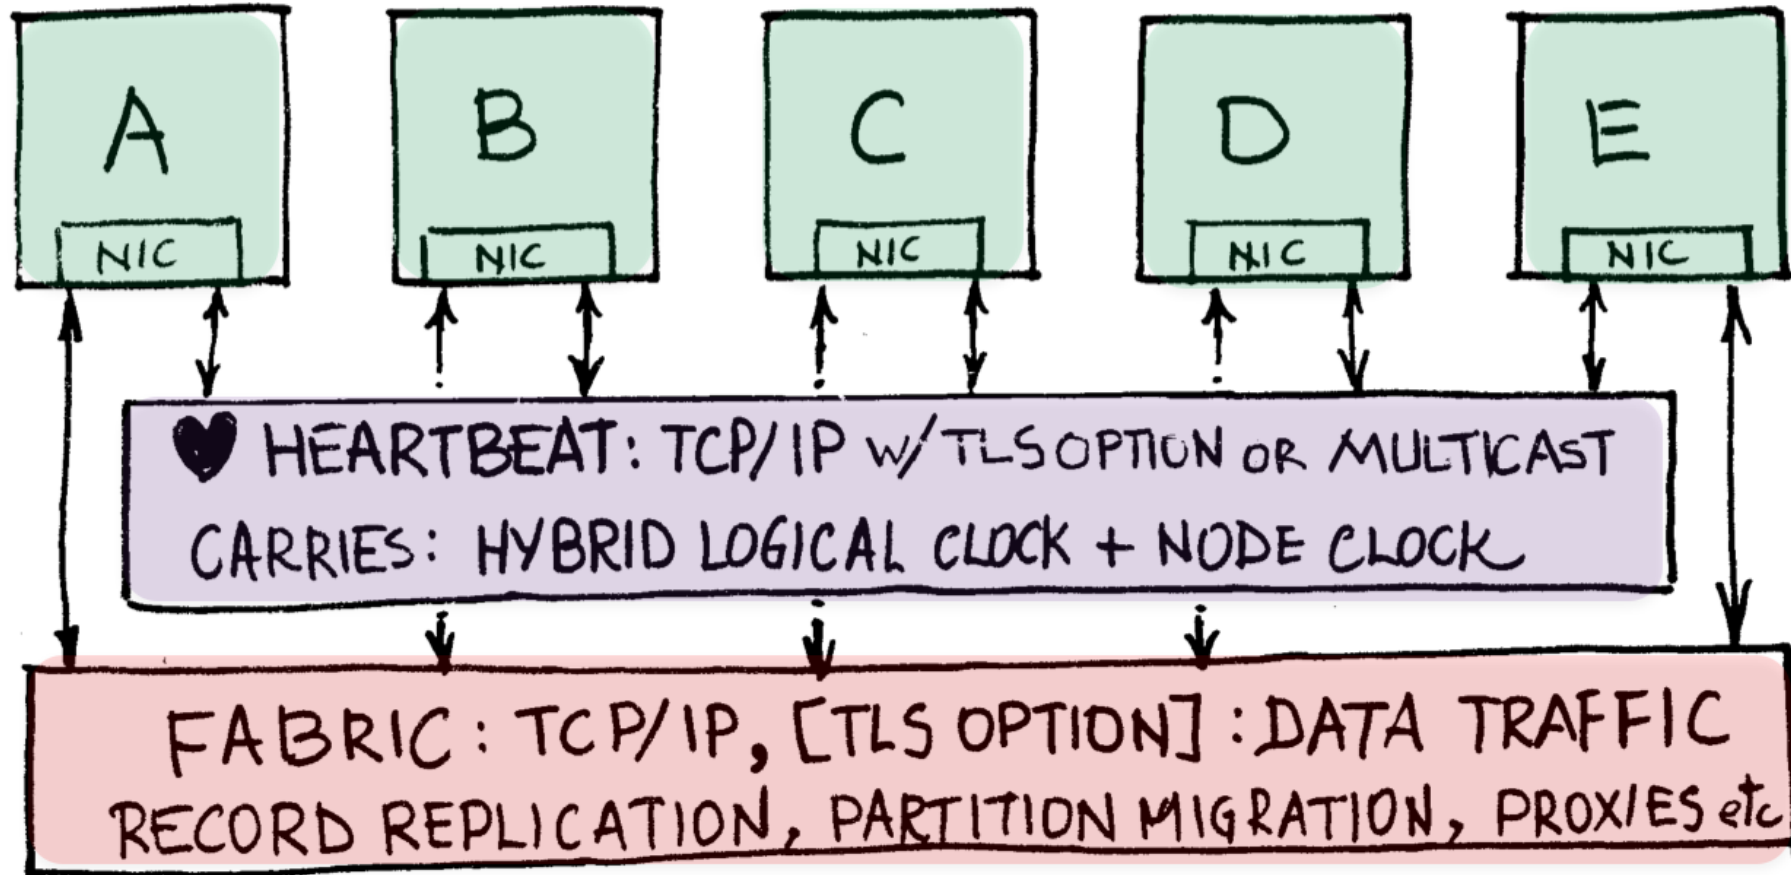 A
B
C
D
E
NIC
NIC
NIC
NIC
NIC
HEARTBEAT: TCP/IP w/TLS OPTION OR MULTICAST
CARRIES: HYBRID LOGICAL CLOCK + NODE CLOCK
FABRIC: TCP/IP, [TLS OPTION] : DATA TRAFFIC
RECORD REPLICATION, PARTITION MIGRATION, PROXIES etc